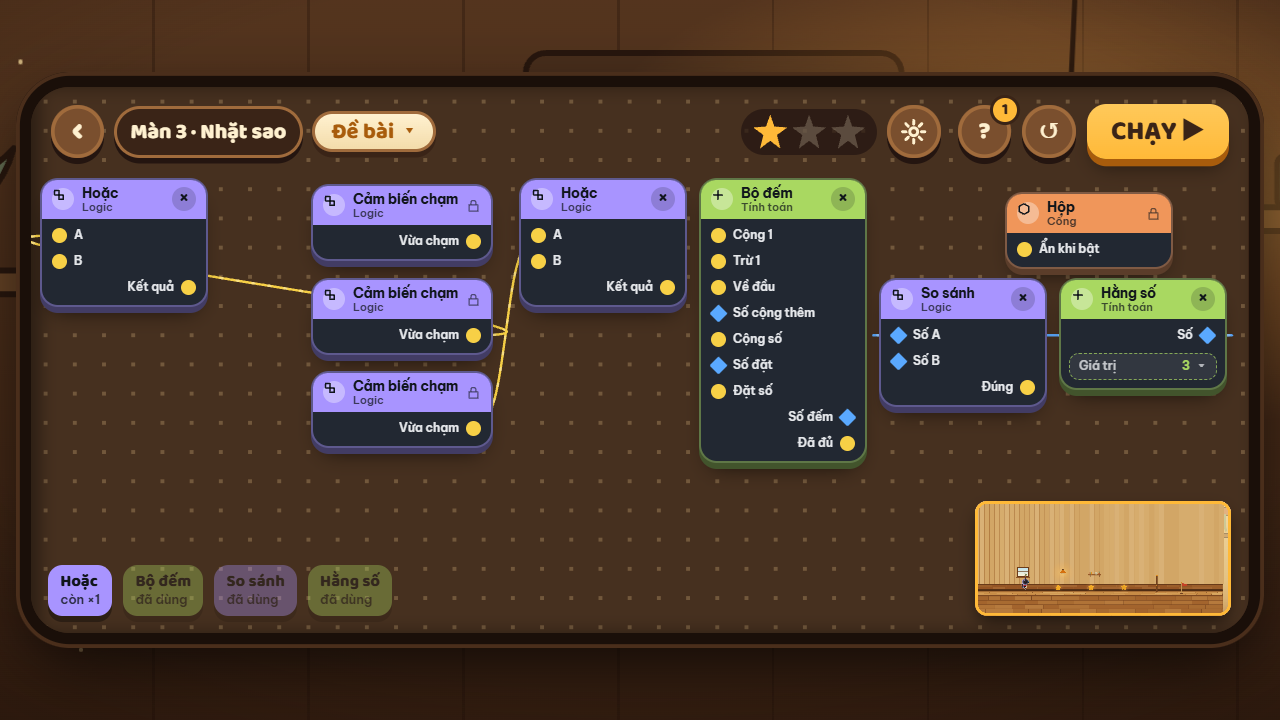 Màn 3 · Nhặt sao
Đề bài
?
1
CHẠY
Hoặc
Logic
A
B
Kết quả
Cảm biến chạm
Logic
Vừa chạm
Cảm biến chạm
Logic
Vừa chạm
Cảm biến chạm
Logic
Vừa chạm
Hoặc
Logic
A
B
Kết quả
Bộ đếm
Tính toán
Cộng 1
Trừ 1
Về đầu
Số cộng thêm
Cộng số
Số đặt
Đặt số
Số đếm
Đã đủ
Hộp
Cổng
Ẩn khi bật
So sánh
Logic
Số A
Số B
Đúng
Hằng số
Tính toán
Số
Giá trị 3
Hoặc
còn ×1
Bộ đếm
đã dùng
So sánh
đã dùng
Hằng số
đã dùng